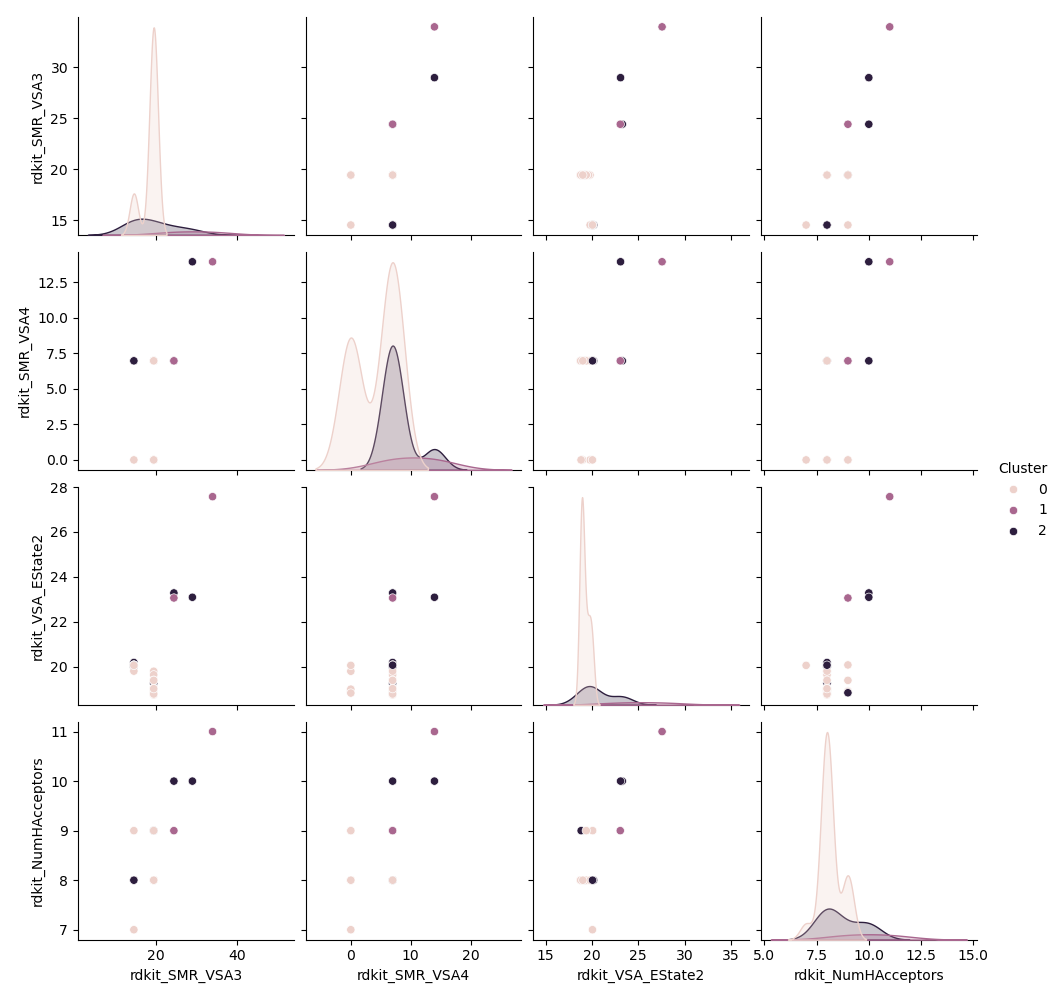 rdkit_SMR_VSA3
30
25
20
15
rdkit_SMR_VSA4
12.5
10.0
7.5
5.0
2.5
0.0
rdkit_VSA_EState2
28
26
24
22
20
rdkit_NumHAcceptors
11
10
9
8
7
20 40
0 10 20
15 20 25 30 35
5.0 7.5 10.0 12.5 15.0
rdkit_SMR_VSA3
rdkit_SMR_VSA4
rdkit_VSA_EState2
rdkit_NumHAcceptors
Cluster
0
1
2